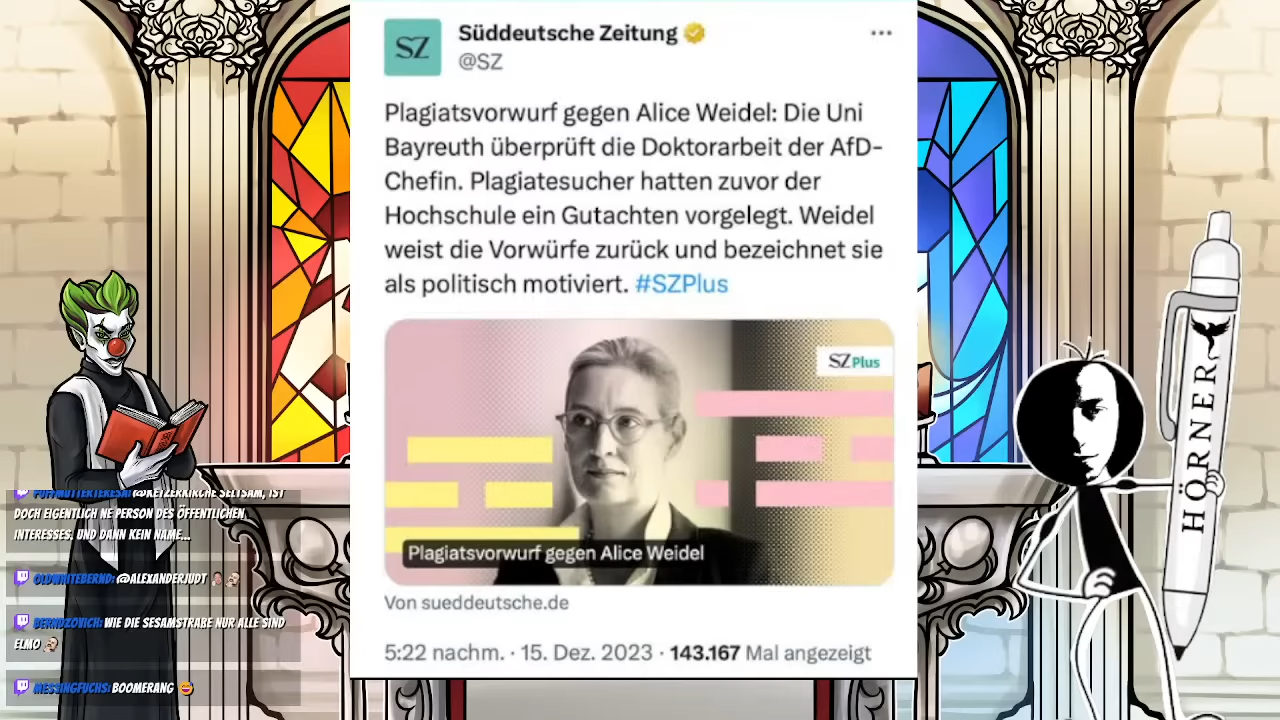 SZ
Süddeutsche Zeitung
@SZ
Plagiatsvorwurf gegen Alice Weidel: Die Uni
Bayreuth überprüft die Doktorarbeit der AfD-
Chefin. Plagiatesucher hatten zuvor der
Hochschule ein Gutachten vorgelegt. Weidel
weist die Vorwürfe zurück und bezeichnet sie
als politisch motiviert. #SZPlus
SZ Plus
Plagiatsvorwurf gegen Alice Weidel
Von sueddeutsche.de
5:22 nachm. · 15. Dez. 2023 · 143.167 Mal angezeigt
HÖRNER
SELTSAM, IST
DOCH EIGENTLICH NE PERSON DES ÖFFENTLICHEN
INTERESSES. UND DANN KEIN NAME...
OLDWHITEBERND: @ALEXANDERJUDT
BERNUZOVICH: WIE DIE SESAMSTRAßE NUR ALLE SIND
ELMO
MESSINGFUCHS: BOOMERANG